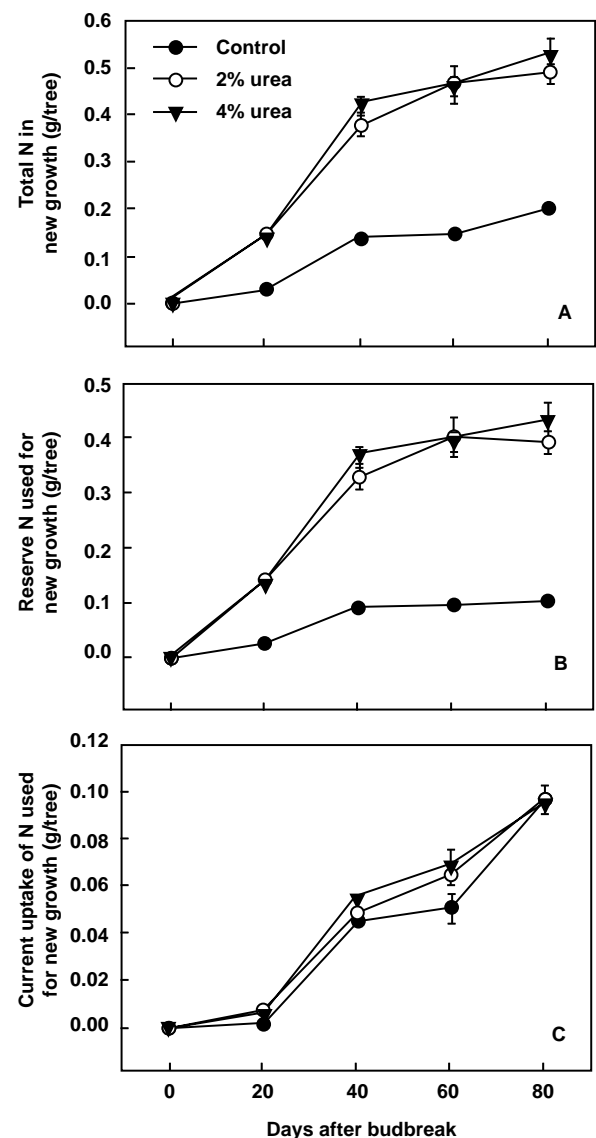 0.6
0.5
0.4
0.3
0.2
0.1
0.0
Total N in
new growth (g/tree)
Control
2% urea
4% urea
A
0.5
0.4
0.3
0.2
0.1
0.0
Reserve N used for
new growth (g/tree)
B
0.12
0.10
0.08
0.06
0.04
0.02
0.00
Current uptake of N used
for new growth (g/tree)
C
0 20 40 60 80
Days after budbreak